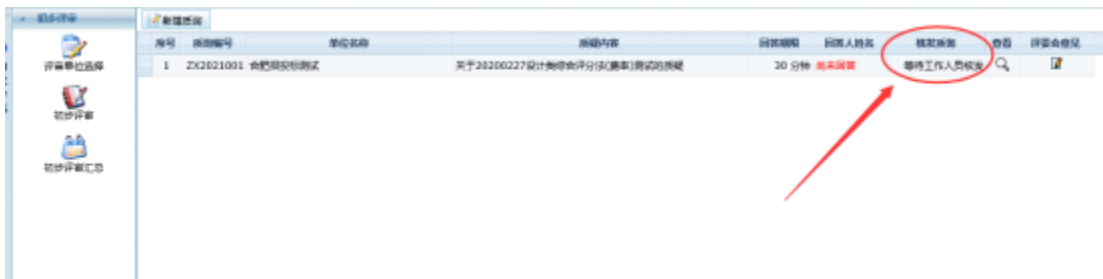 初步评审
新增质询
序号 质询编号 单位名称 质疑内容 回答期限 回答人姓名 核发质询 查看 评委会意见
1 ZX2021001 合肥项投标测试 关于20200227设计类综合评分法(费率)测试的质疑 30 分钟 尚未回答 等待工作人员核发
评审单位选择
初步评审
初步评审汇总